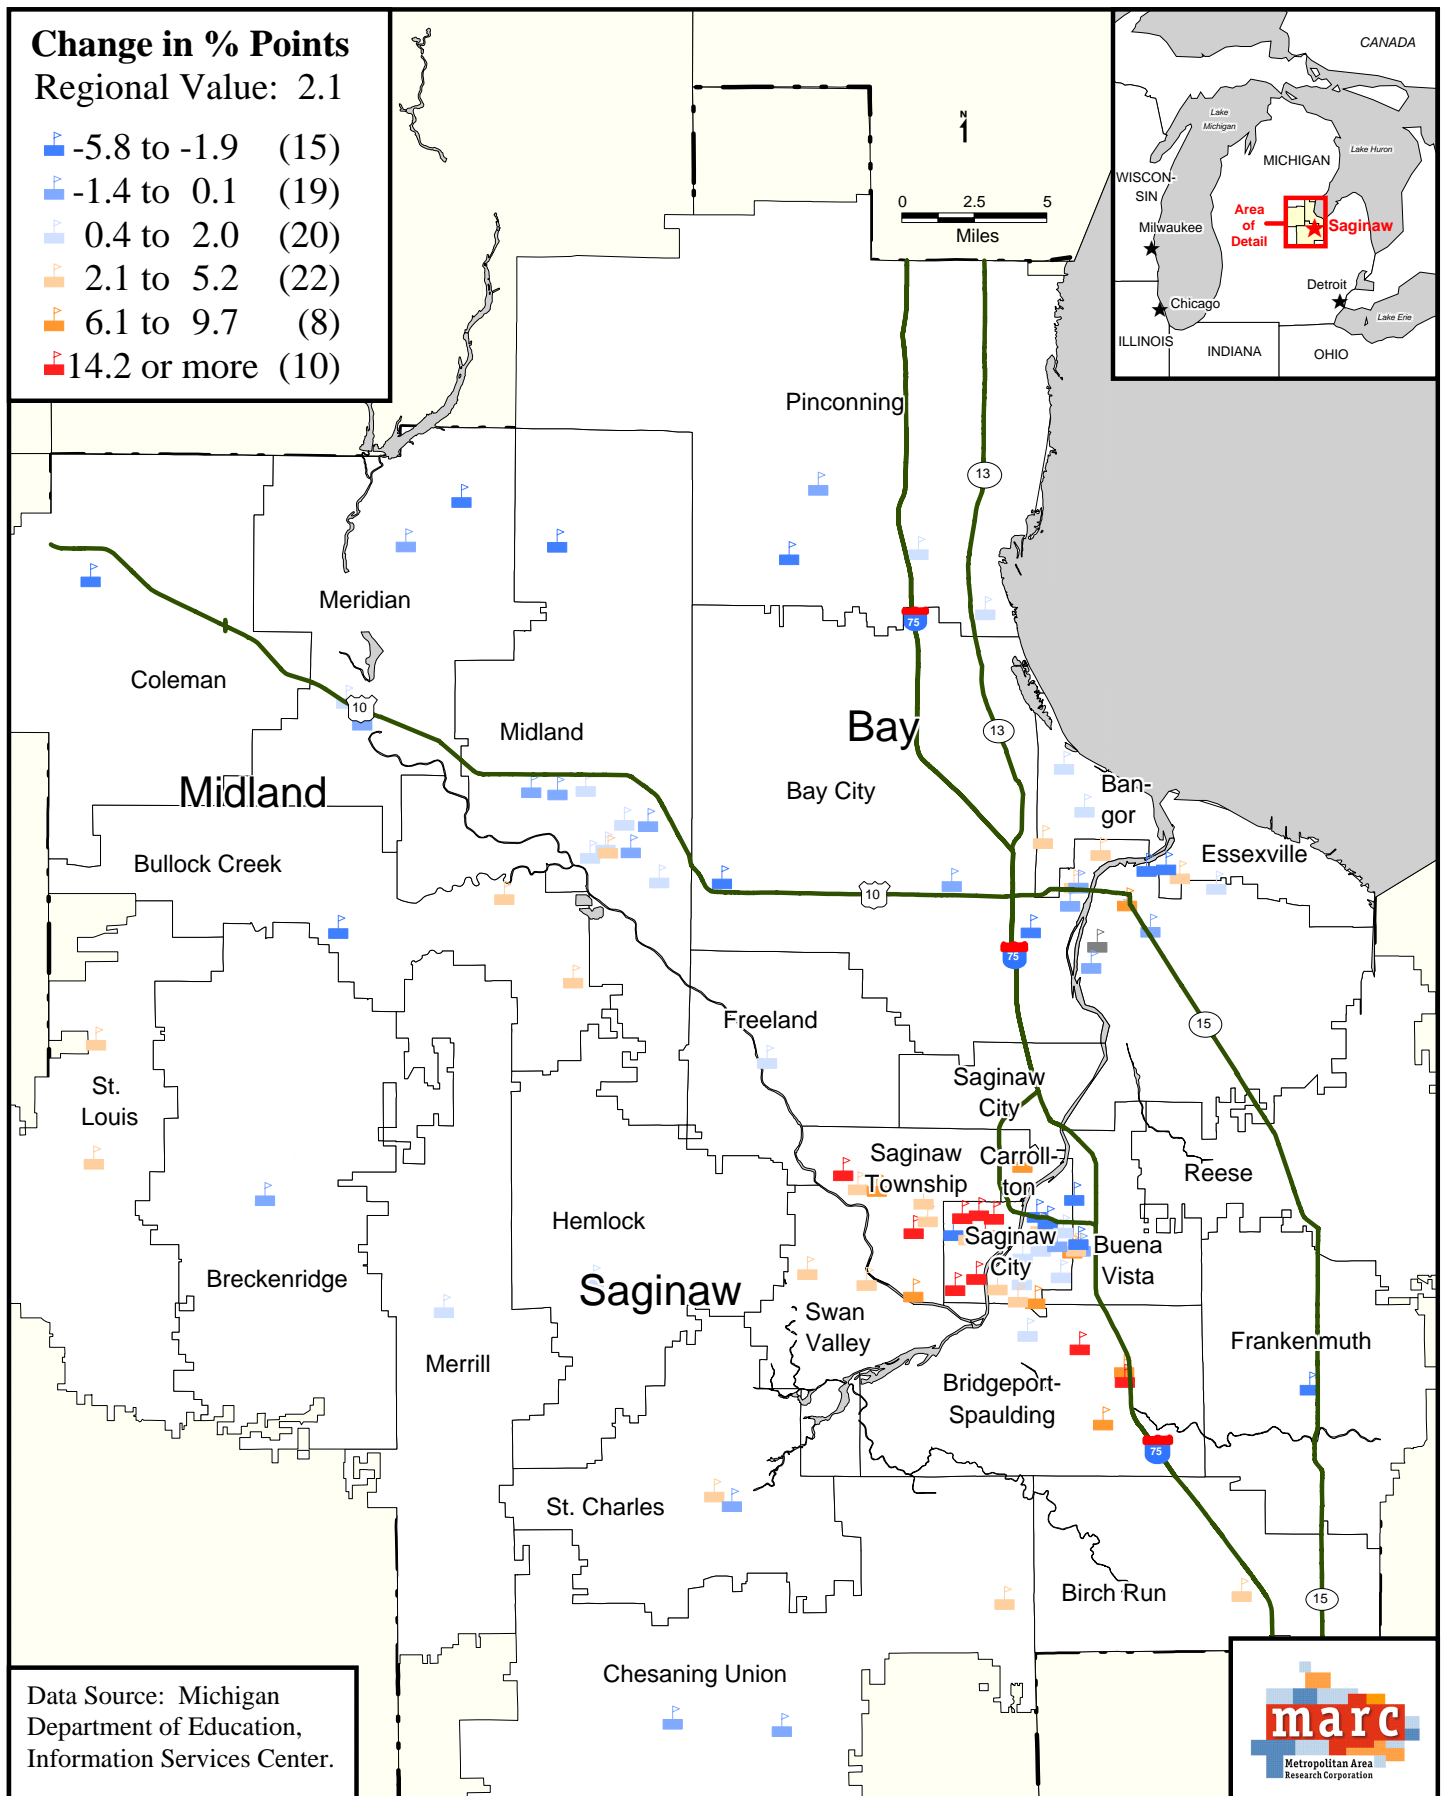 Change in % Points
Regional Value: 2.1
-5.8 to -1.9 (15)
-1.4 to 0.1 (19)
0.4 to 2.0 (20)
2.1 to 5.2 (22)
6.1 to 9.7 (8)
14.2 or more (10)
N
0 2.5 5
Miles
CANADA
Lake
Michigan
Lake Huron
MICHIGAN
WISCON-
SIN
Area
of
Detail
Saginaw
Milwaukee
Detroit
Chicago
Lake Erie
ILLINOIS
INDIANA
OHIO
Pinconning
13
75
Meridian
Coleman
10
Midland
Bay
13
Midland
Bay City
Ban-
gor
Bullock Creek
Essexville
10
75
Freeland
15
St.
Louis
Saginaw
City
Saginaw
Township
Carroll-
ton
Reese
Hemlock
Saginaw
City
Buena
Vista
Breckenridge
Saginaw
Swan
Valley
Merrill
Frankenmuth
Bridgeport-
Spaulding
75
St. Charles
Birch Run
15
Chesaning Union
Data Source: Michigan
Department of Education,
Information Services Center.
marc
Metropolitan Area
Research Corporation